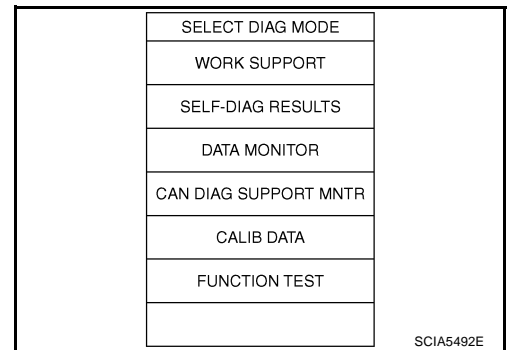 SELECT DIAG MODE
WORK SUPPORT
SELF-DIAG RESULTS
DATA MONITOR
CAN DIAG SUPPORT MNTR
CALIB DATA
FUNCTION TEST
SCIA5492E